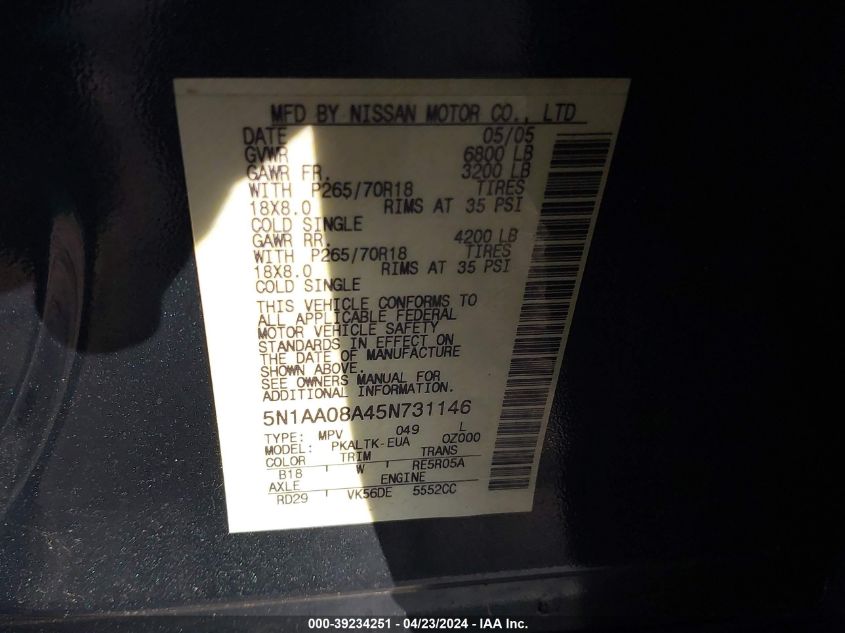 MFD BY NISSAN MOTOR CO., LTD
DATE 05/05
GVWR 6800 LB
GAWR FR. 3200 LB
WITH P265/70R18 TIRES
18X8.0 RIMS AT 35 PSI
COLD SINGLE
GAWR RR. 4200 LB
WITH P265/70R18 TIRES
18X8.0 RIMS AT 35 PSI
COLD SINGLE
THIS VEHICLE CONFORMS TO
ALL APPLICABLE FEDERAL
MOTOR VEHICLE SAFETY
STANDARDS IN EFFECT ON
THE DATE OF MANUFACTURE
SHOWN ABOVE.
SEE OWNERS MANUAL FOR
ADDITIONAL INFORMATION.
5N1AA08A45N731146
TYPE: MPV 049 L
MODEL: PKALTK-EUA 0Z000
COLOR TRIM TRANS
B18 W RE5R05A
AXLE ENGINE
RD29 VK56DE 5552CC
000-39234251 - 04/23/2024 - IAA Inc.